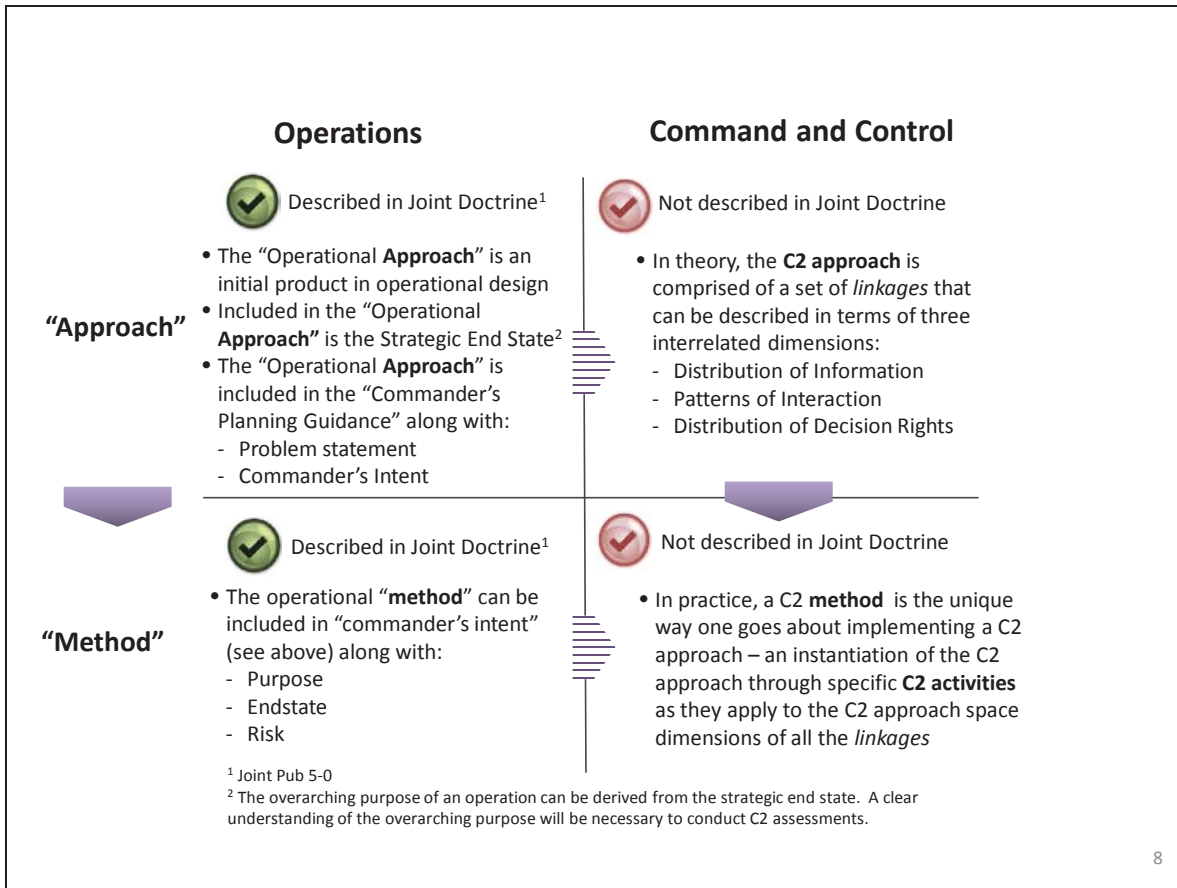 Operations
Command and Control
Described in Joint Doctrine¹
Not described in Joint Doctrine
“Approach”
• The “Operational Approach” is an
initial product in operational design
• Included in the “Operational
Approach” is the Strategic End State²
• The “Operational Approach” is
included in the “Commander’s
Planning Guidance” along with:
- Problem statement
- Commander’s Intent
• In theory, the C2 approach is
comprised of a set of linkages that
can be described in terms of three
interrelated dimensions:
- Distribution of Information
- Patterns of Interaction
- Distribution of Decision Rights
Described in Joint Doctrine¹
Not described in Joint Doctrine
“Method”
• The operational “method” can be
included in “commander’s intent”
(see above) along with:
- Purpose
- Endstate
- Risk
• In practice, a C2 method is the unique
way one goes about implementing a C2
approach – an instantiation of the C2
approach through specific C2 activities
as they apply to the C2 approach space
dimensions of all the linkages
¹ Joint Pub 5-0
² The overarching purpose of an operation can be derived from the strategic end state. A clear
understanding of the overarching purpose will be necessary to conduct C2 assessments.
8